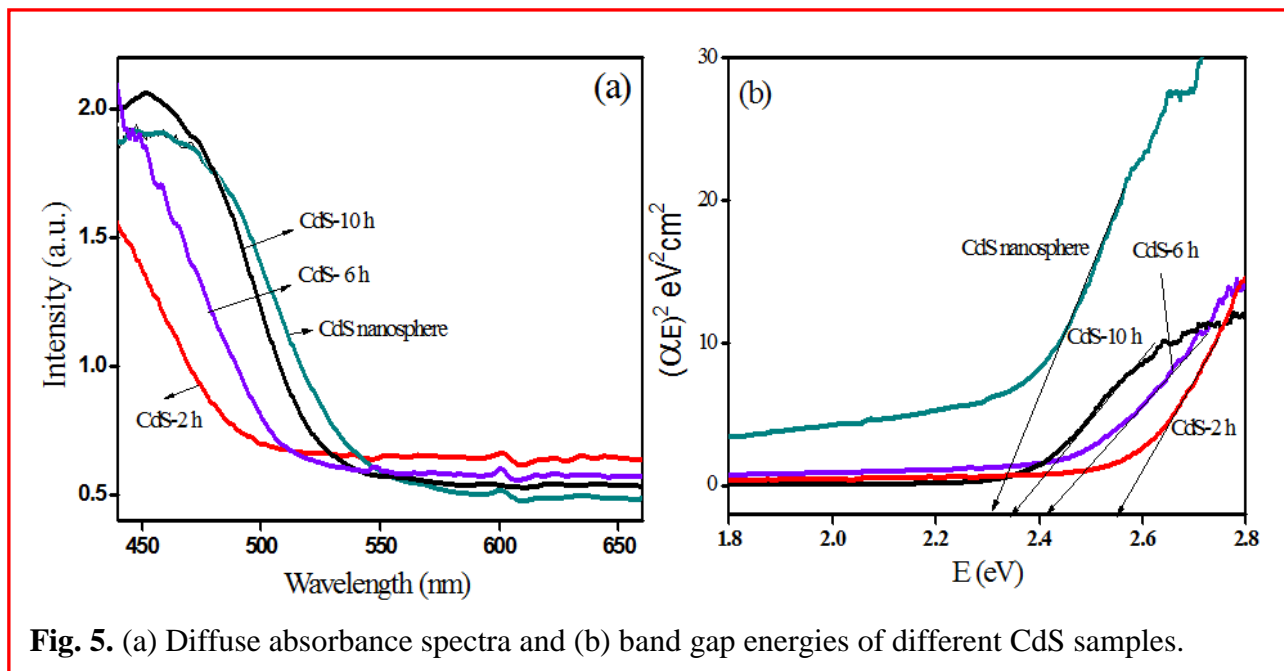 (a)
2.0
1.5
1.0
0.5
Intensity (a.u.)
CdS-10 h
CdS- 6 h
CdS nanosphere
CdS-2 h
450 500 550 600 650
Wavelength (nm)
(b)
30
20
10
0
(αE)² eV²cm²
CdS nanosphere
CdS-6 h
CdS-10 h
CdS-2 h
1.8 2.0 2.2 2.4 2.6 2.8
E (eV)
Fig. 5. (a) Diffuse absorbance spectra and (b) band gap energies of different CdS samples.